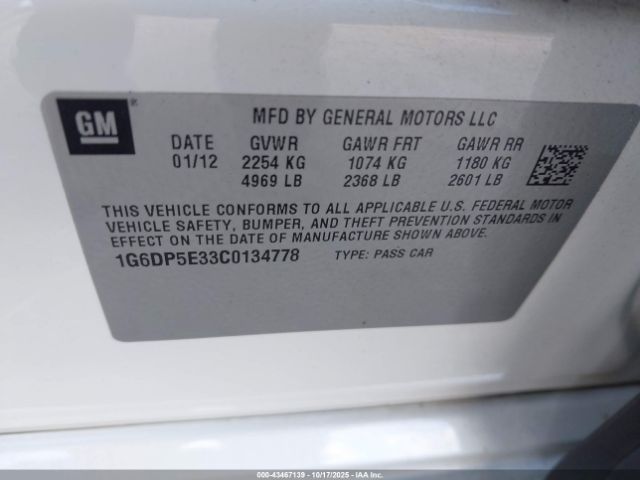 GM
MFD BY GENERAL MOTORS LLC
DATE GVWR GAWR FRT GAWR RR
01/12 2254 KG 1074 KG 1180 KG
4969 LB 2368 LB 2601 LB
THIS VEHICLE CONFORMS TO ALL APPLICABLE U.S. FEDERAL MOTOR
VEHICLE SAFETY, BUMPER, AND THEFT PREVENTION STANDARDS IN
EFFECT ON THE DATE OF MANUFACTURE SHOWN ABOVE.
1G6DP5E33C0134778 TYPE: PASS CAR
000-43467139 - 10/17/2025 - IAA Inc.